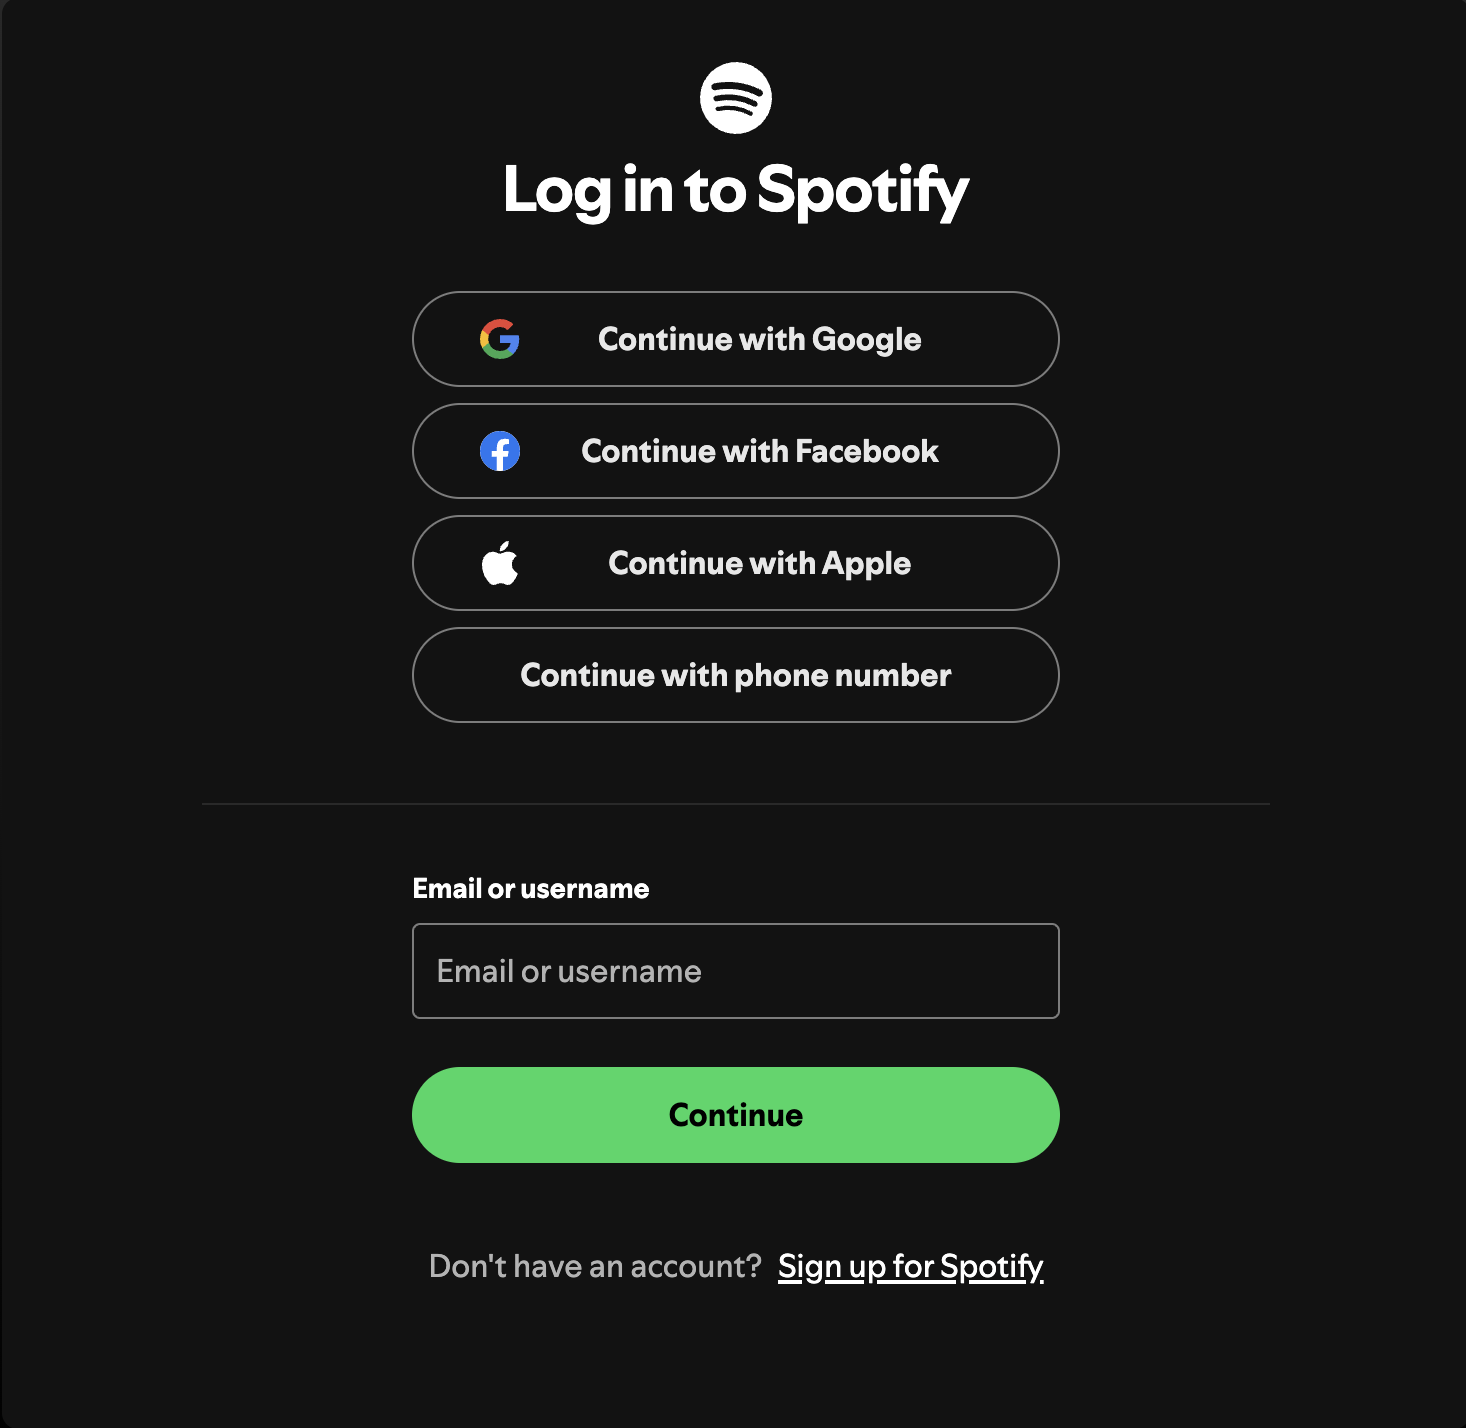 Log in to Spotify
Continue with Google
Continue with Facebook
Continue with Apple
Continue with phone number
Email or username
Email or username
Continue
Don't have an account? Sign up for Spotify